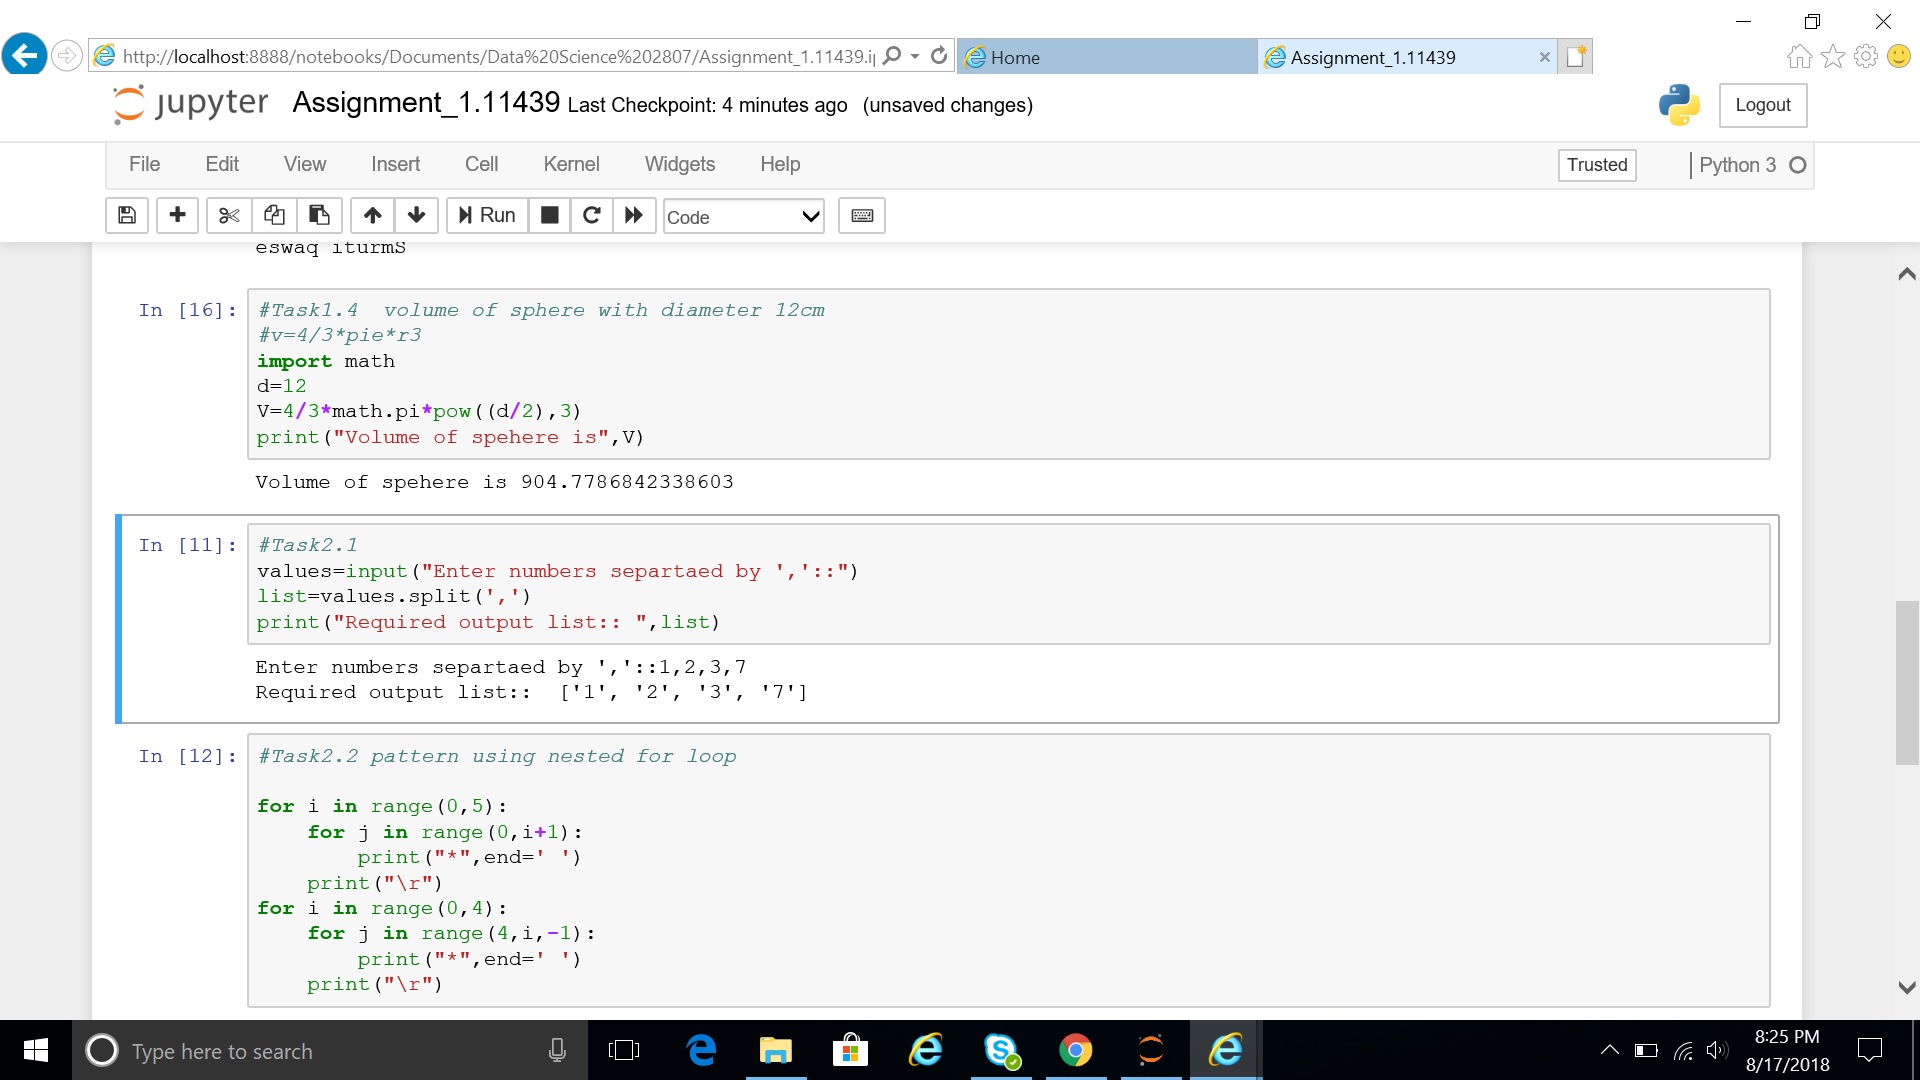 http://localhost:8888/notebooks/Documents/Data%20Science%202807/Assignment_1.11439.ip
Home
Assignment_1.11439
jupyter Assignment_1.11439 Last Checkpoint: 4 minutes ago (unsaved changes)
Logout
File Edit View Insert Cell Kernel Widgets Help
Trusted
Python 3
Run
Code
eswaq iturmS
In [16]:
#Task1.4  volume of sphere with diameter 12cm
#v=4/3*pie*r3
import math
d=12
V=4/3*math.pi*pow((d/2),3)
print("Volume of spehere is",V)
Volume of spehere is 904.7786842338603
In [11]:
#Task2.1
values=input("Enter numbers separtaed by ','::")
list=values.split(',')
print("Required output list:: ",list)
Enter numbers separtaed by ','::1,2,3,7
Required output list::  ['1', '2', '3', '7']
In [12]:
#Task2.2 pattern using nested for loop
for i in range(0,5):
    for j in range(0,i+1):
        print("*",end=' ')
    print("\r")
for i in range(0,4):
    for j in range(4,i,-1):
        print("*",end=' ')
    print("\r")
Type here to search
8:25 PM
8/17/2018